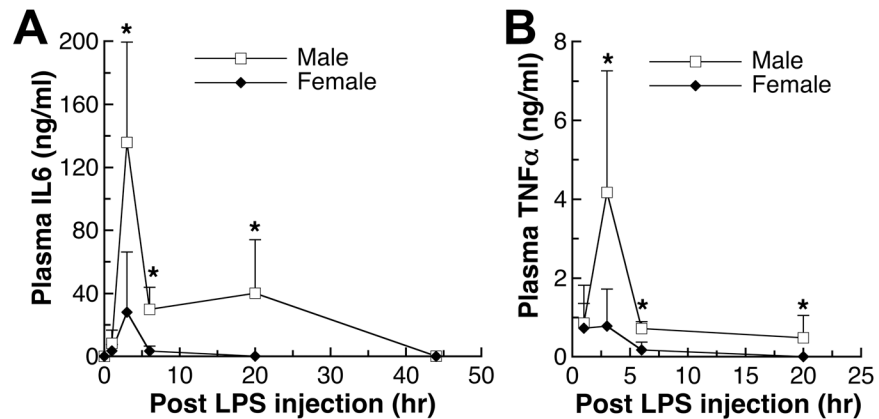 A
Plasma IL6 (ng/ml)
200
160
120
80
40
0
*
*
*
Male
Female
0 10 20 30 40 50
Post LPS injection (hr)
B
Plasma TNFα (ng/ml)
8
6
4
2
0
*
*
*
Male
Female
0 5 10 15 20 25
Post LPS injection (hr)